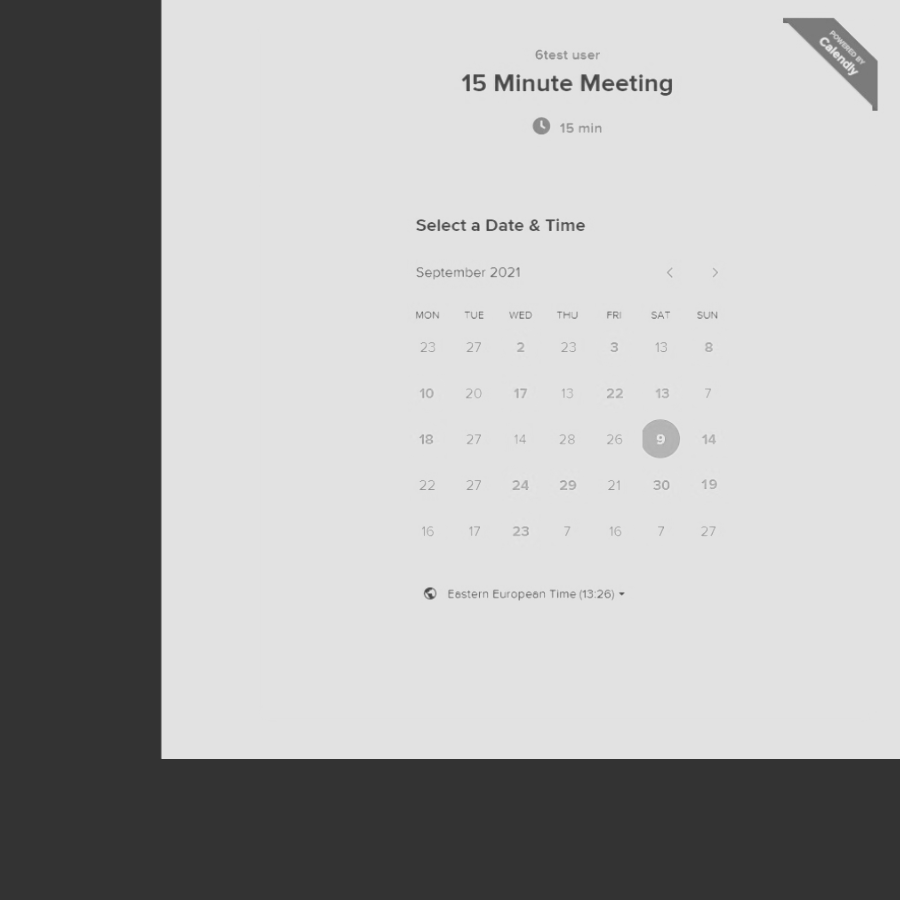 POWERED BY
Calendly
6test user
15 Minute Meeting
15 min
Select a Date & Time
September 2021
MON TUE WED THU FRI SAT SUN
23 27 2 23 3 13 8
10 20 17 13 22 13 7
18 27 14 28 26 9 14
22 27 24 29 21 30 19
16 17 23 7 16 7 27
Eastern European Time (13:26)